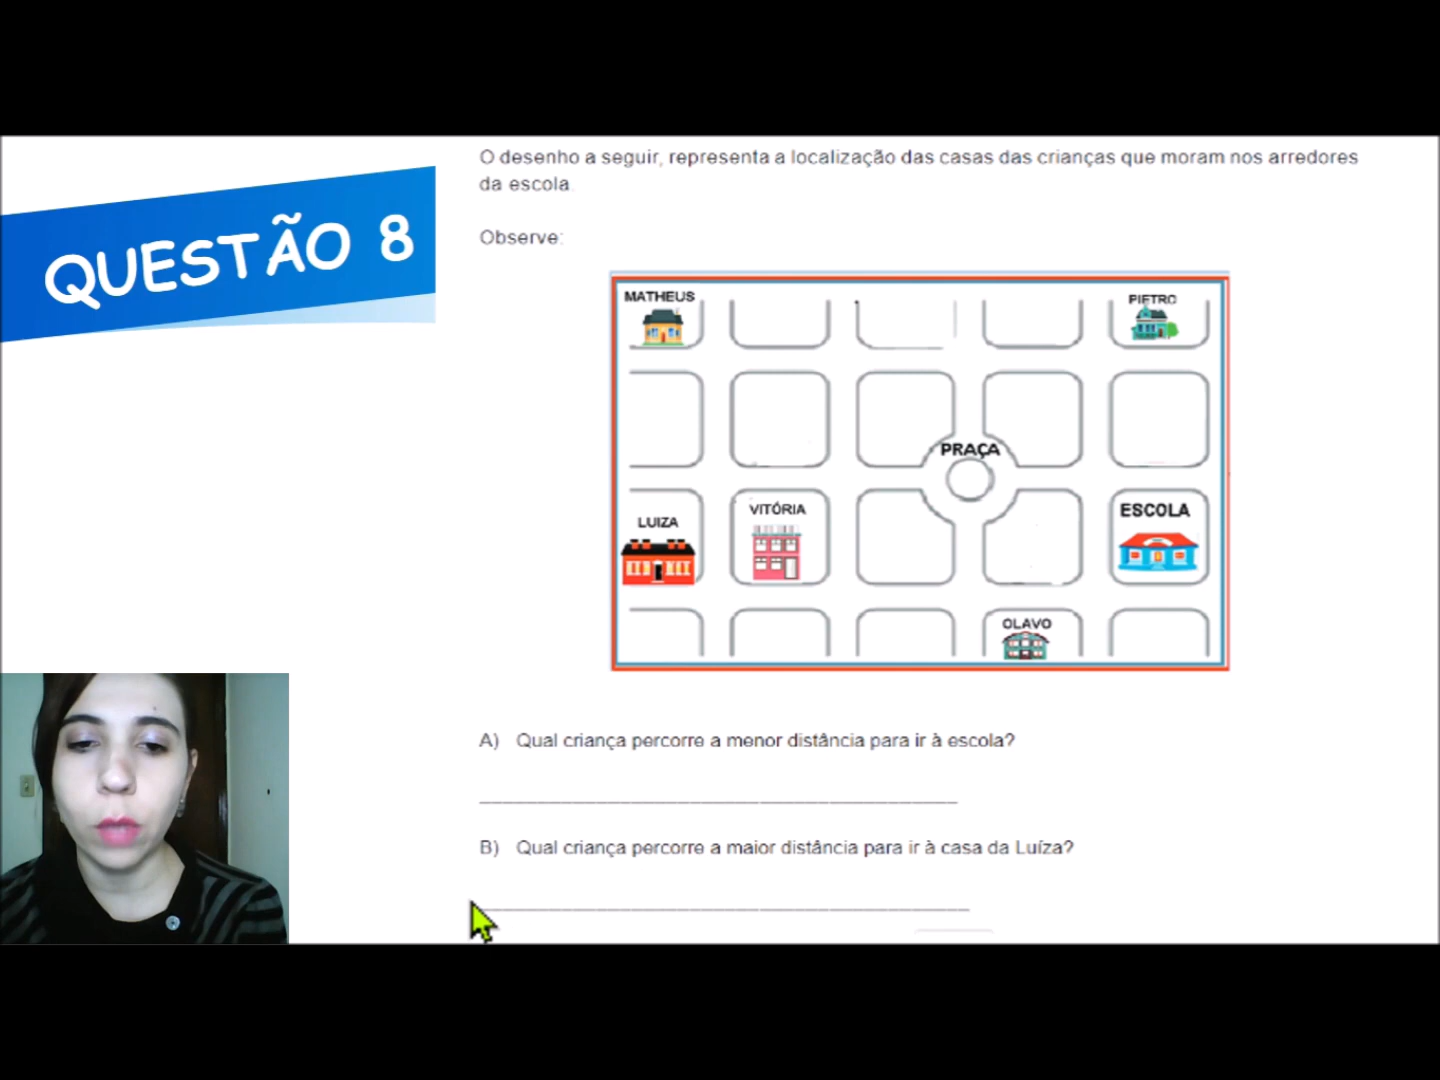 QUESTÃO 8
O desenho a seguir, representa a localização das casas das crianças que moram nos arredores
da escola.
Observe:
MATHEUS
PIETRO
PRAÇA
LUIZA
VITÓRIA
ESCOLA
OLAVO
A) Qual criança percorre a menor distância para ir à escola?
B) Qual criança percorre a maior distância para ir à casa da Luíza?